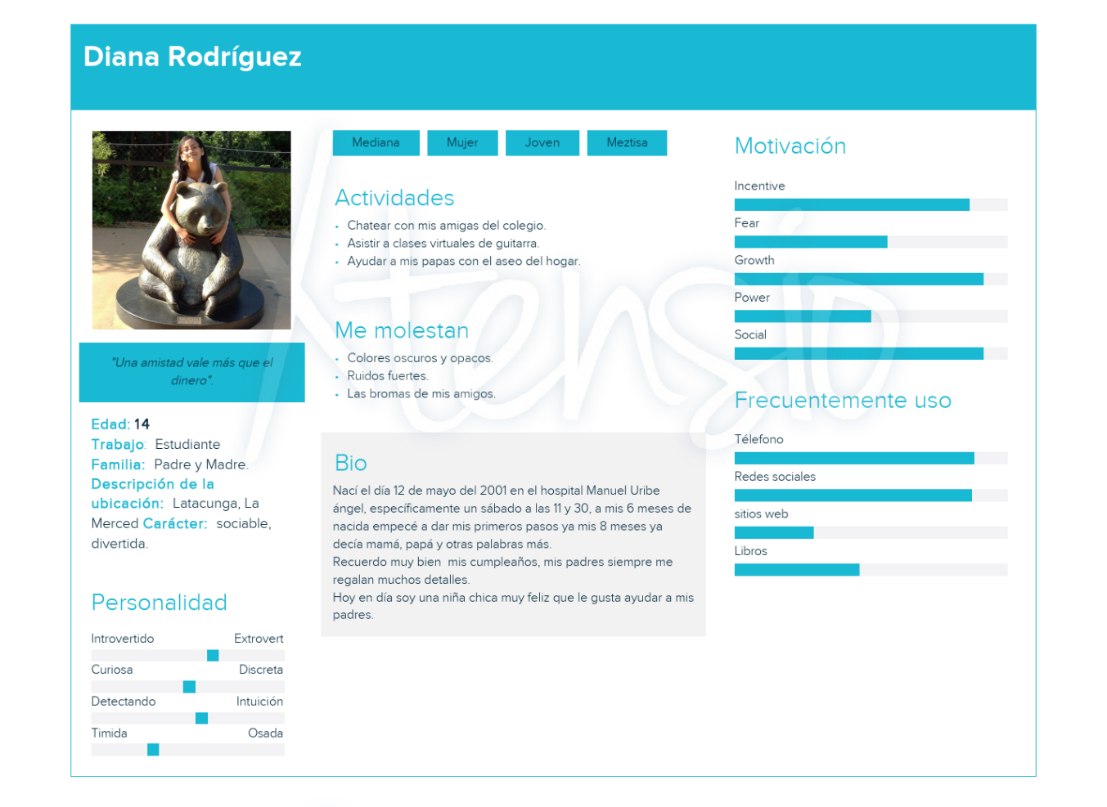 Diana Rodríguez
"Una amistad vale más que el
dinero".
Edad: 14
Trabajo: Estudiante
Familia: Padre y Madre.
Descripción de la
ubicación: Latacunga, La
Merced Carácter: sociable,
divertida.
Personalidad
Introvertido Extrovert
Curiosa Discreta
Detectando Intuición
Timida Osada
Mediana Mujer Joven Meztisa
Actividades
Chatear con mis amigas del colegio.
Asistir a clases virtuales de guitarra.
Ayudar a mis papas con el aseo del hogar.
Me molestan
Colores oscuros y opacos.
Ruidos fuertes.
Las bromas de mis amigos.
Bio
Nací el día 12 de mayo del 2001 en el hospital Manuel Uribe
ángel, específicamente un sábado a las 11 y 30, a mis 6 meses de
nacida empecé a dar mis primeros pasos ya mis 8 meses ya
decía mamá, papá y otras palabras más.
Recuerdo muy bien mis cumpleaños, mis padres siempre me
regalan muchos detalles.
Hoy en día soy una niña chica muy feliz que le gusta ayudar a mis
padres.
Motivación
Incentive
Fear
Growth
Power
Social
Frecuentemente uso
Télefono
Redes sociales
sitios web
Libros
Xtensio